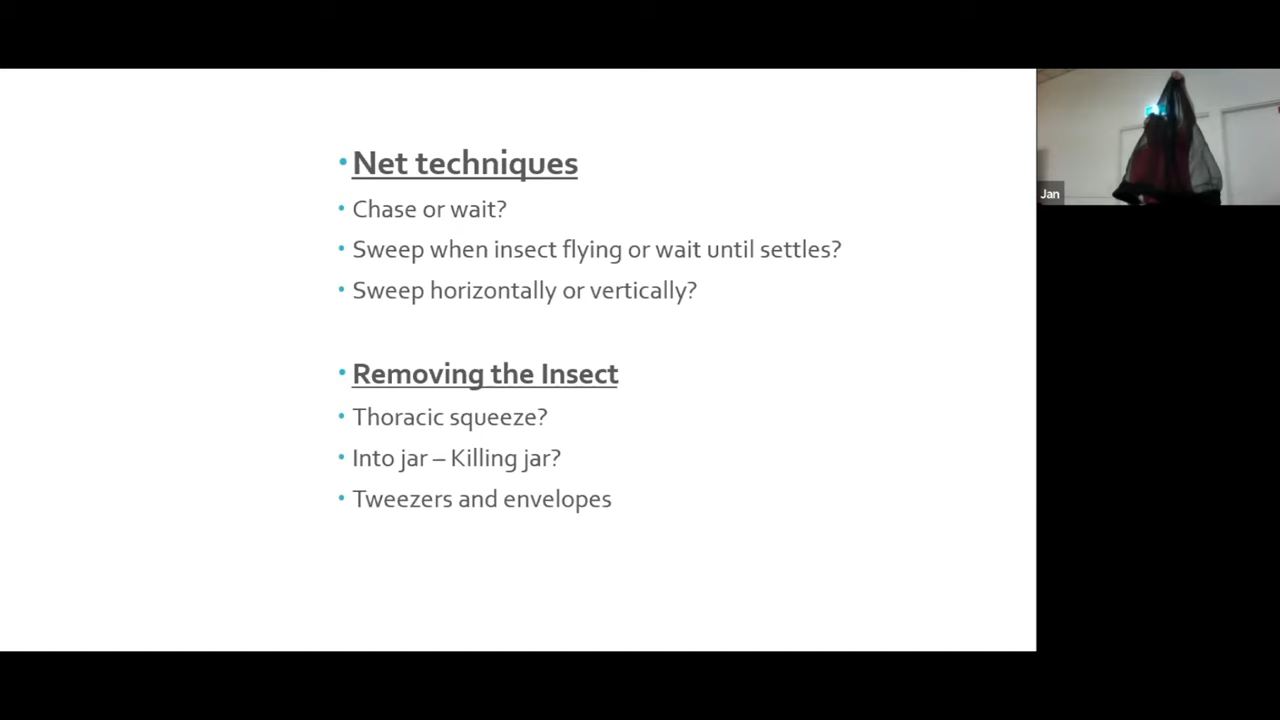 • Net techniques
• Chase or wait?
• Sweep when insect flying or wait until settles?
• Sweep horizontally or vertically?
• Removing the Insect
• Thoracic squeeze?
• Into jar – Killing jar?
• Tweezers and envelopes
Jan